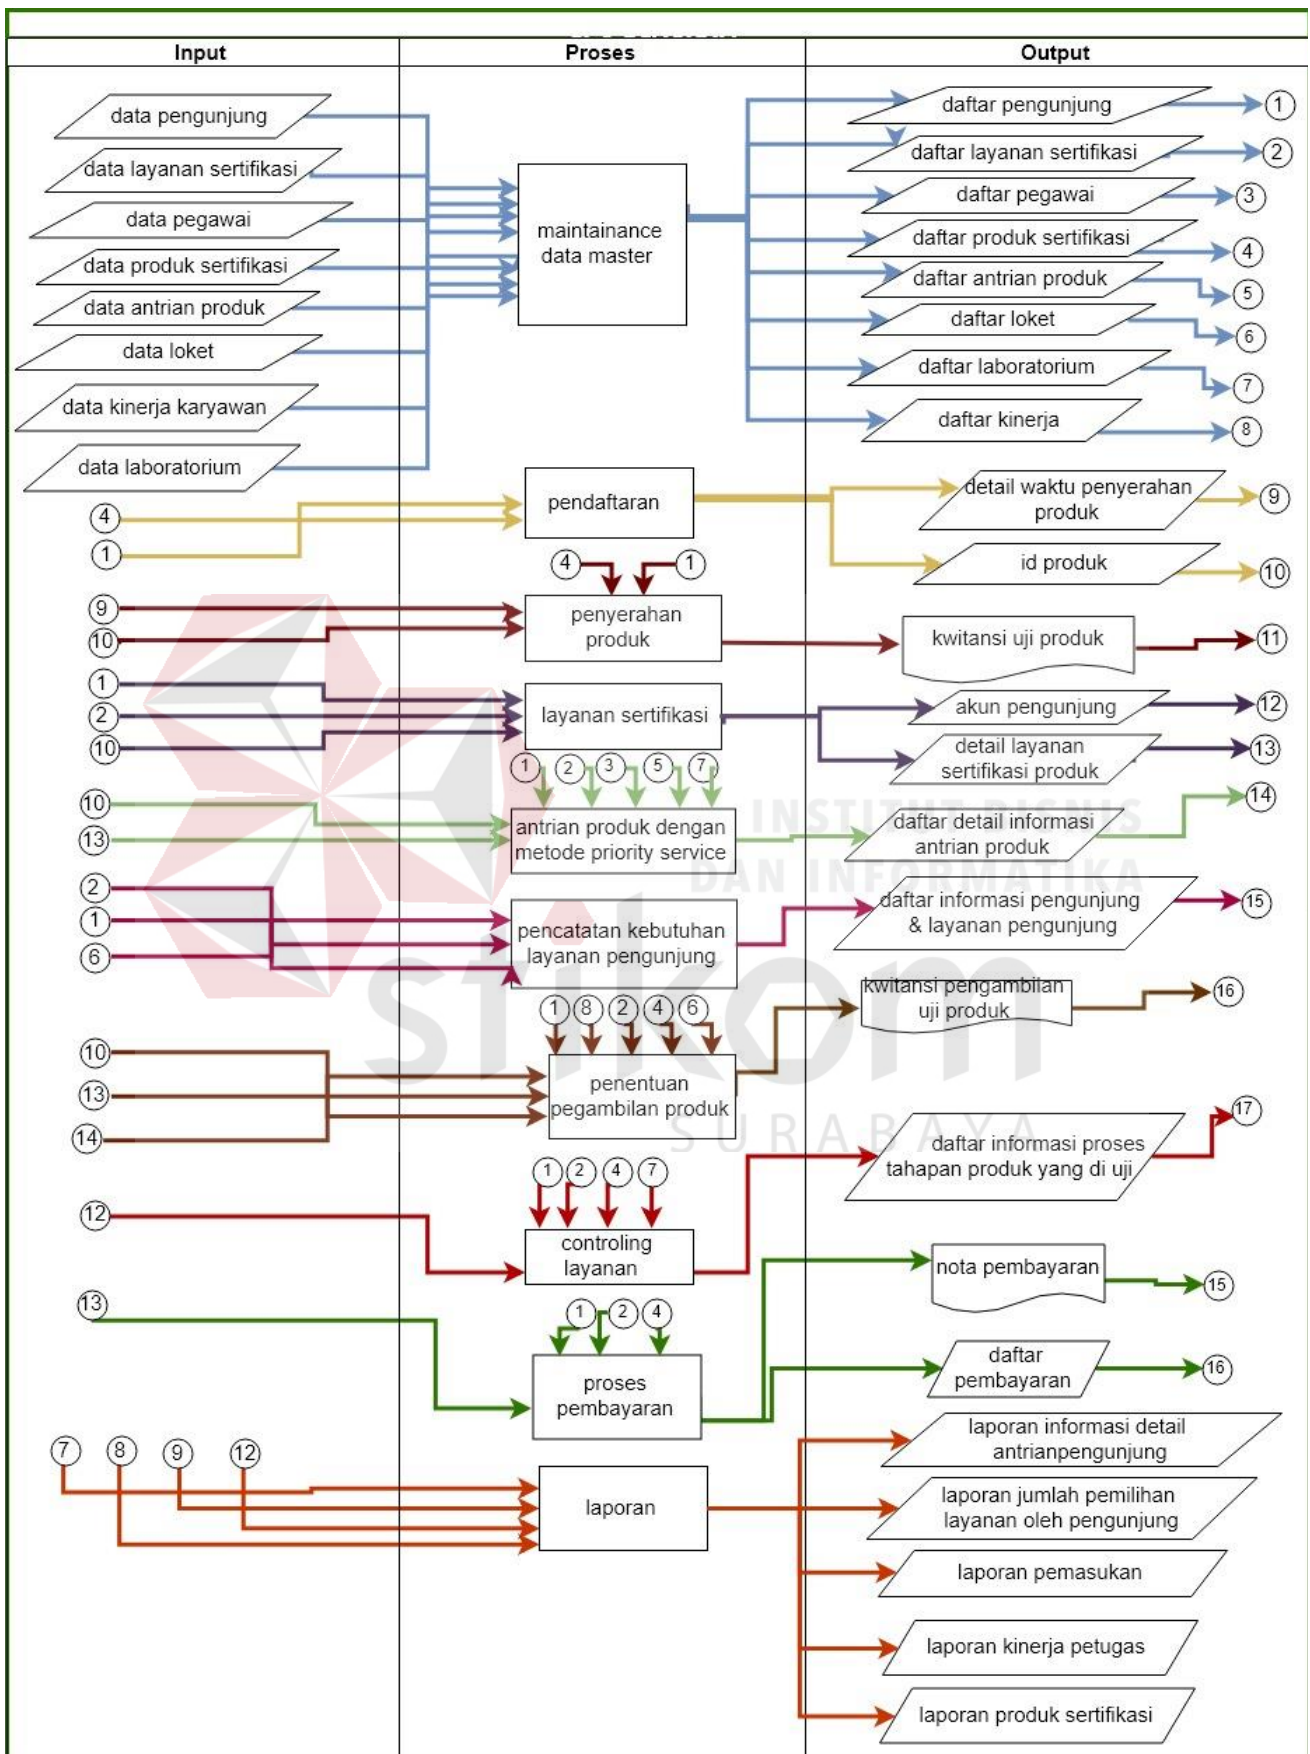 Input
Proses
Output
data pengunjung
data layanan sertifikasi
data pegawai
data produk sertifikasi
data antrian produk
data loket
data kinerja karyawan
data laboratorium
maintainance
data master
daftar pengunjung
1
daftar layanan sertifikasi
2
daftar pegawai
3
daftar produk sertifikasi
4
daftar antrian produk
5
daftar loket
6
daftar laboratorium
7
daftar kinerja
8
4
1
pendaftaran
detail waktu penyerahan
produk
9
id produk
10
4
1
9
10
penyerahan
produk
kwitansi uji produk
11
1
2
10
layanan sertifikasi
akun pengunjung
12
detail layanan
sertifikasi produk
13
1
2
3
5
7
10
13
antrian produk dengan
metode priority service
daftar detail informasi
antrian produk
14
INSTITUT BISNIS
DAN INFORMATIKA
2
1
6
pencatatan kebutuhan
layanan pengunjung
daftar informasi pengunjung
& layanan pengunjung
15
stikom
SURABAYA
1
8
2
4
6
10
13
14
penentuan
pegambilan produk
kwitansi pengambilan
uji produk
16
1
2
4
7
12
controling
layanan
daftar informasi proses
tahapan produk yang di uji
17
13
1
2
4
proses
pembayaran
nota pembayaran
15
daftar
pembayaran
16
7
8
9
12
laporan
laporan informasi detail
antrianpengunjung
laporan jumlah pemilihan
layanan oleh pengunjung
laporan pemasukan
laporan kinerja petugas
laporan produk sertifikasi